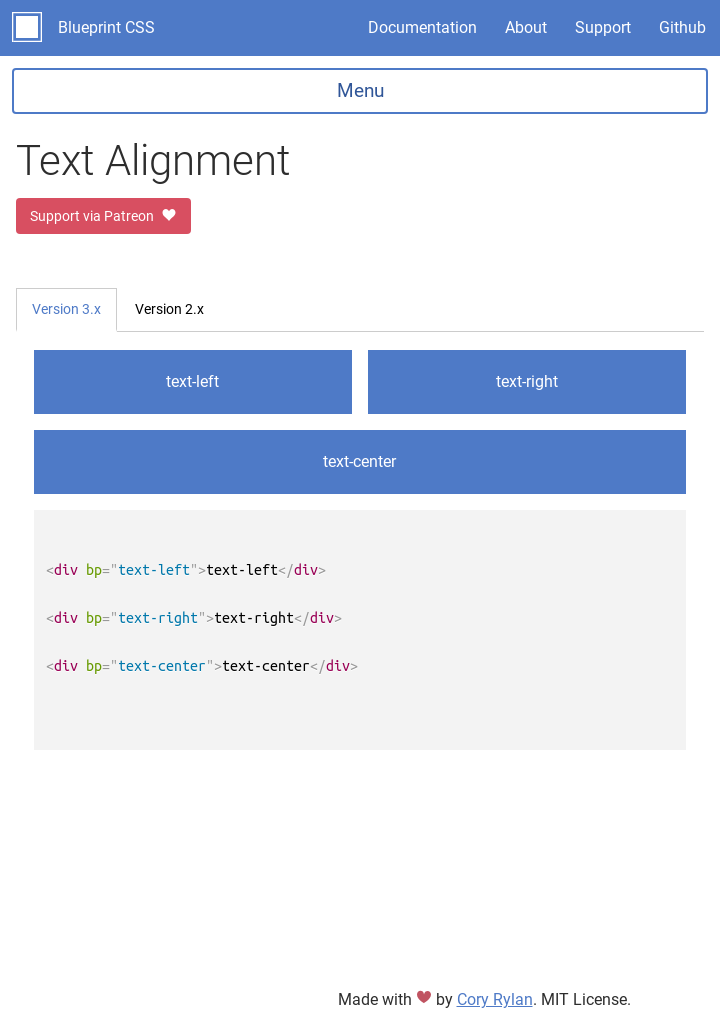 Blueprint CSS Documentation About Support Github
Menu
Text Alignment
Support via Patreon
Version 3.x Version 2.x
text-left text-right
text-center
<div bp="text-left">text-left</div>
<div bp="text-right">text-right</div>
<div bp="text-center">text-center</div>
Made with by Cory Rylan. MIT License.